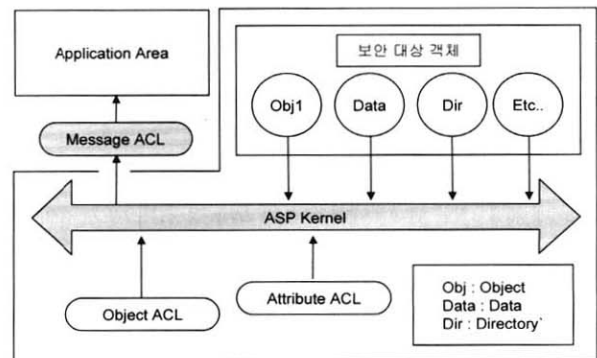 Application Area
보안 대상 객체
Obj1
Data
Dir
Etc..
Message ACL
ASP Kernel
Object ACL
Attribute ACL
Obj : Object
Data : Data
Dir : Directory`